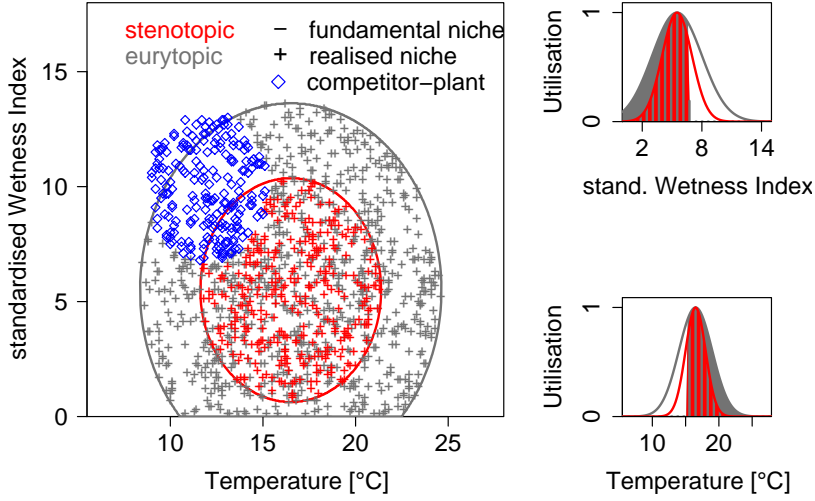 stenotopic − fundamental niche
eurytopic + realised niche
◇ competitor−plant
standardised Wetness Index
0 5 10 15
10 15 20 25
Temperature [°C]
Utilisation
0 1
2 8 14
stand. Wetness Index
Utilisation
0 1
10 20
Temperature [°C]